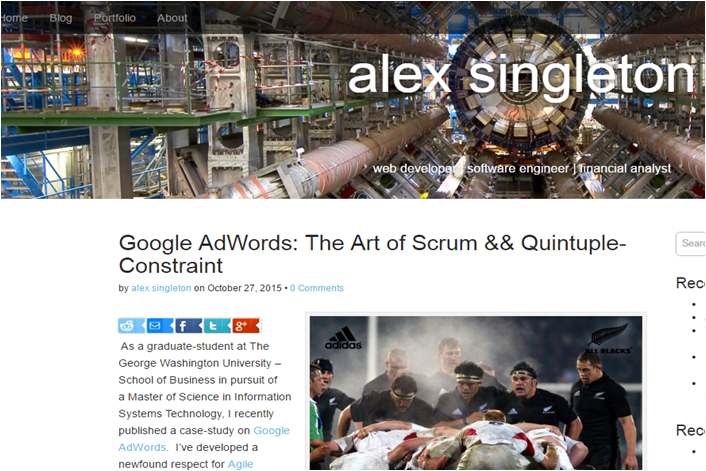 Home Blog Portfolio About
alex singleton
web developer | software engineer | financial analyst
Google AdWords: The Art of Scrum && Quintuple-
Constraint
by alex singleton on October 27, 2015 • 0 Comments
Sear
Rece
As a graduate-student at The
George Washington University –
School of Business in pursuit of
a Master of Science in Information
Systems Technology, I recently
published a case-study on Google
AdWords. I've developed a
newfound respect for Agile
adidas
ALL BLACKS
Rece